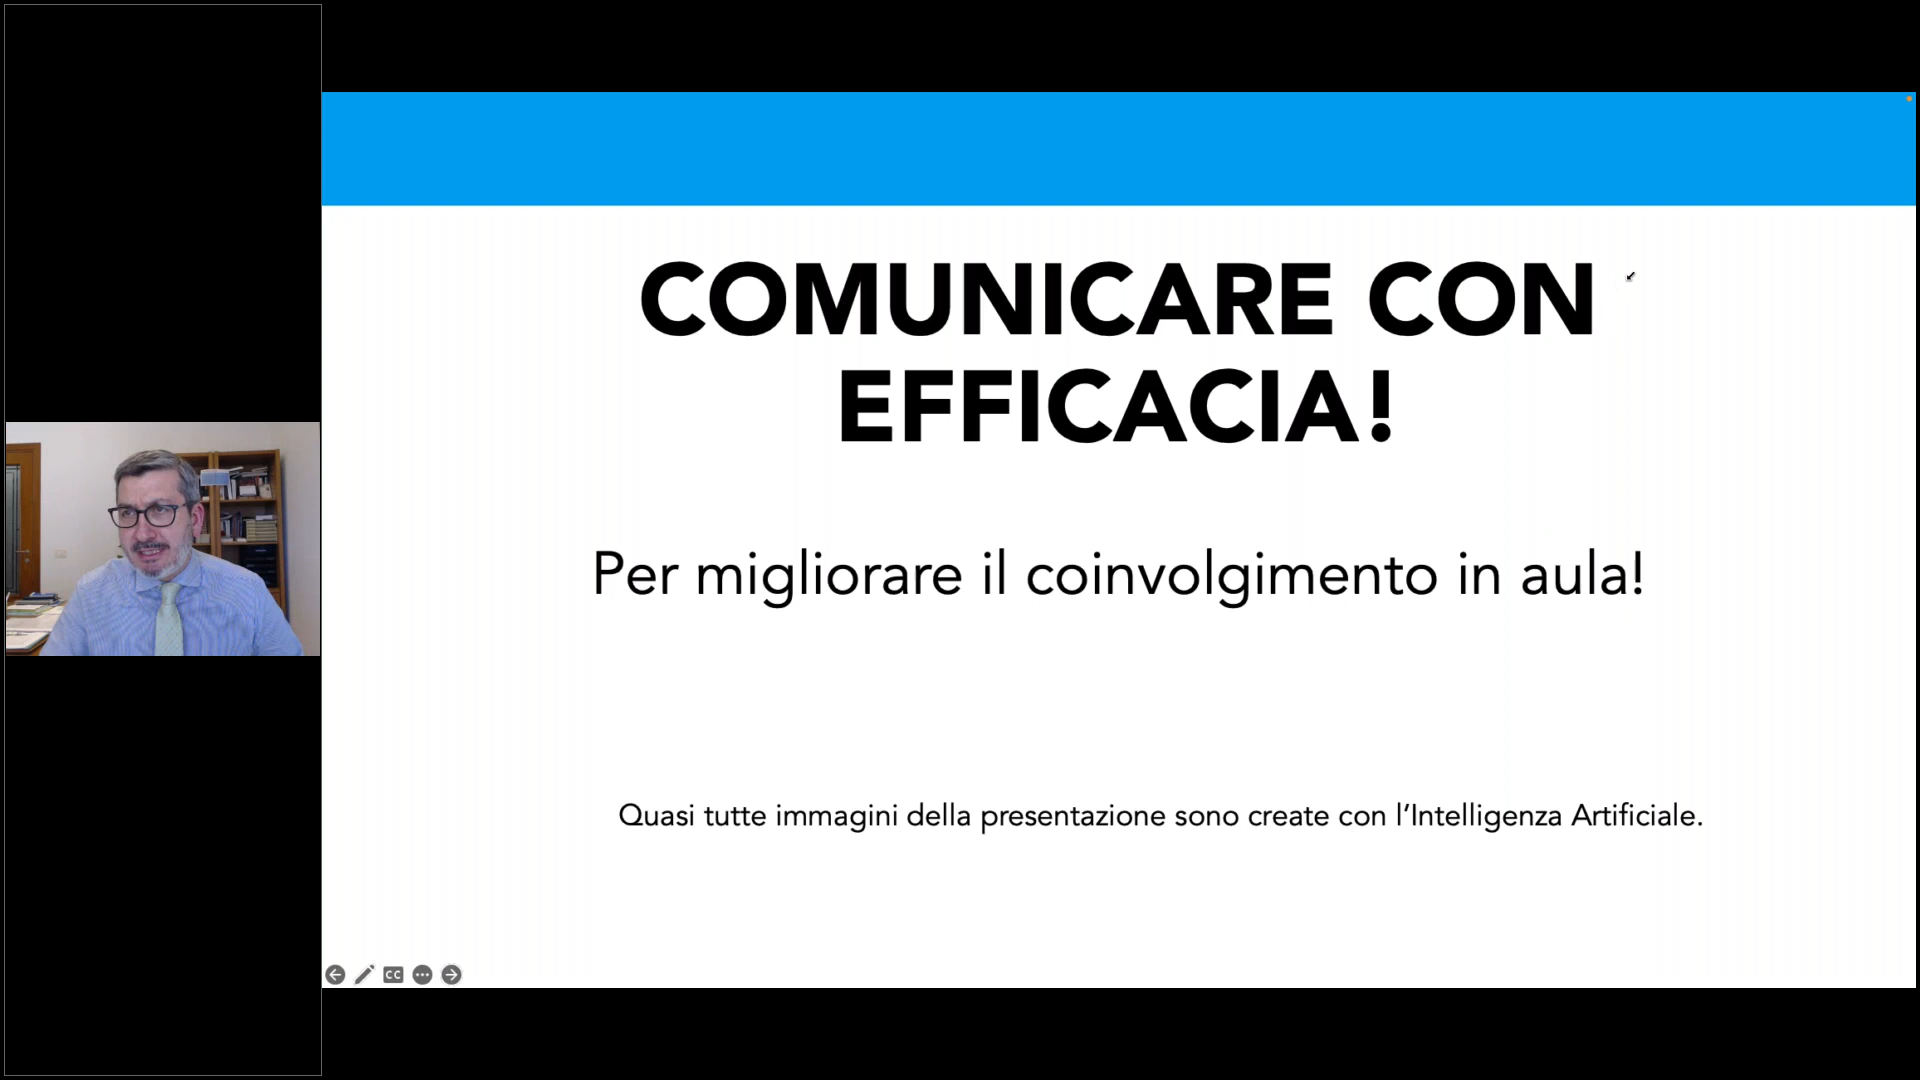 COMUNICARE CON
EFFICACIA!
Per migliorare il coinvolgimento in aula!
Quasi tutte immagini della presentazione sono create con l’Intelligenza Artificiale.
CC